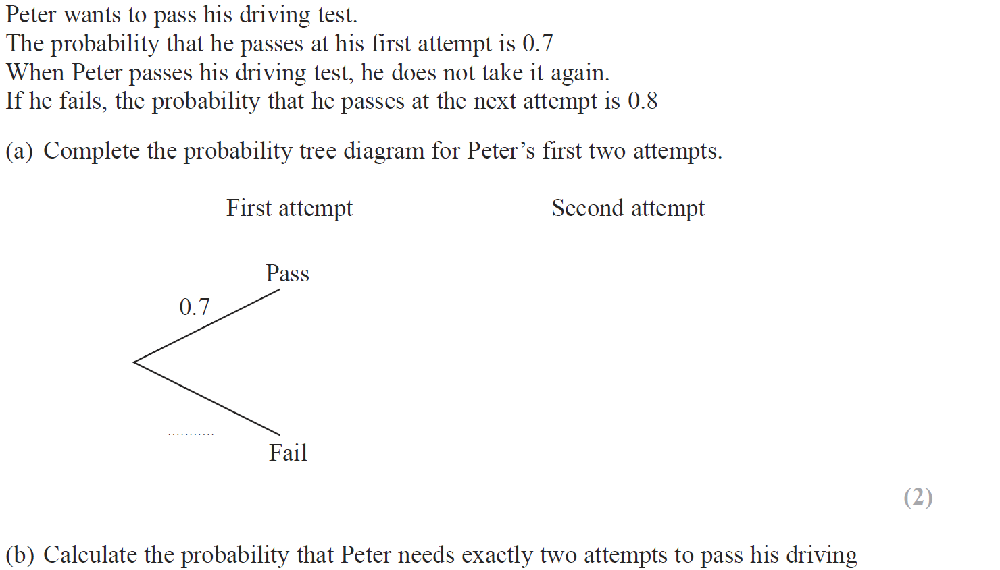 Peter wants to pass his driving test.
The probability that he passes at his first attempt is 0.7
When Peter passes his driving test, he does not take it again.
If he fails, the probability that he passes at the next attempt is 0.8
(a) Complete the probability tree diagram for Peter’s first two attempts.
First attempt Second attempt
Pass
0.7
...........
Fail
(2)
(b) Calculate the probability that Peter needs exactly two attempts to pass his driving